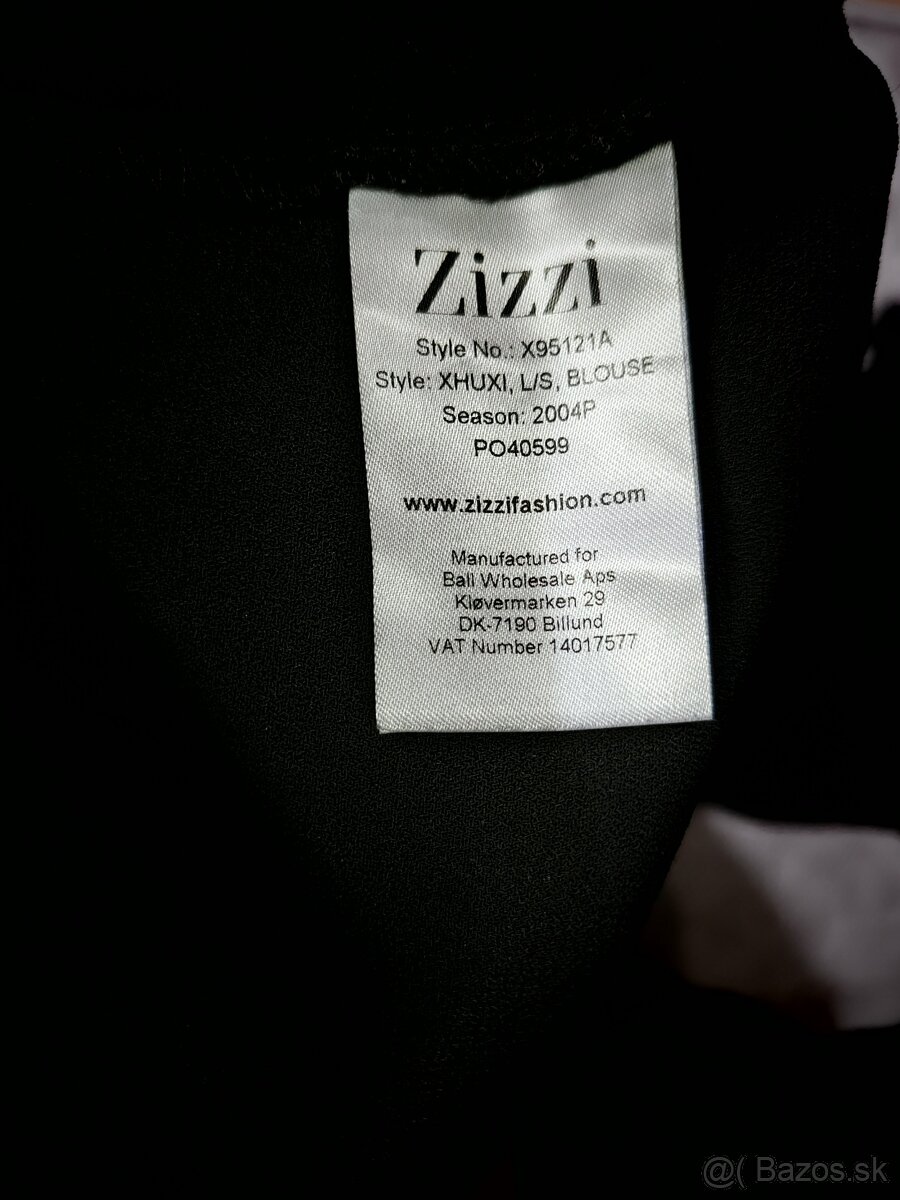 Zizzi
Style No.: X95121A
Style: XHUXI, L/S, BLOUSE
Season: 2004P
PO40599
www.zizzifashion.com
Manufactured for
Ball Wholesale Aps
Kløvermarken 29
DK-7190 Billund
VAT Number 14017577
@( Bazos.sk